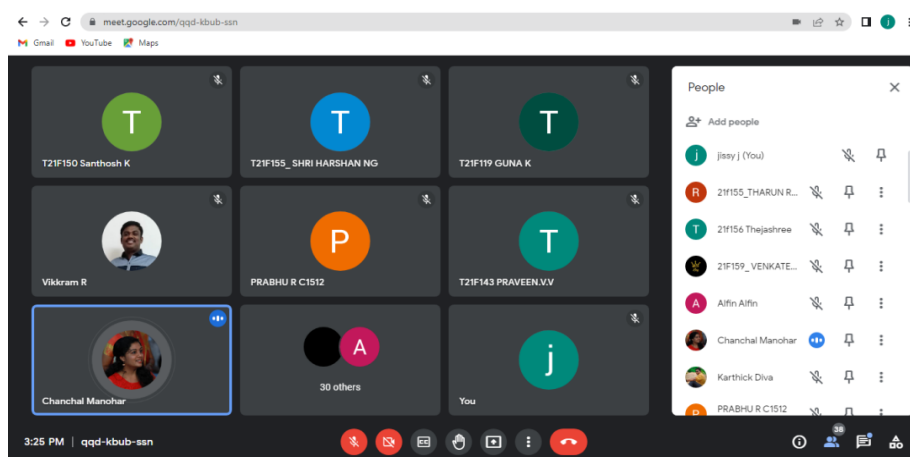 meet.google.com/qqd-kbub-ssn
j
Gmail YouTube Maps
T
T21F150 Santhosh K
T
T21F155_SHRI HARSHAN NG
T
T21F119 GUNA K
Vikkram R
P
PRABHU R C1512
T
T21F143 PRAVEEN.V.V
Chanchal Manohar
A
30 others
j
You
People
Add people
j jissy j (You)
R 21f155_THARUN R...
T 21f156 Thejashree
21F159_ VENKATE...
A Alfin Alfin
Chanchal Manohar
Karthick Diva
P PRABHU R C1512
3:25 PM | qqd-kbub-ssn
CC
38